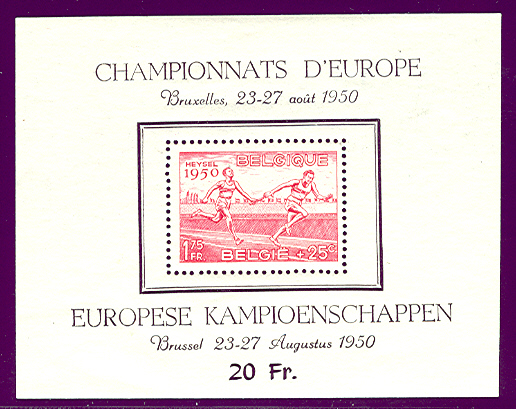 CHAMPIONNATS D'EUROPE
Bruxelles, 23-27 août 1950
HEYSEL BELGIQUE
1950
1.75 FR. BELGIË +25c
EUROPESE KAMPIOENSCHAPPEN
Brussel 23-27 Augustus 1950
20 Fr.